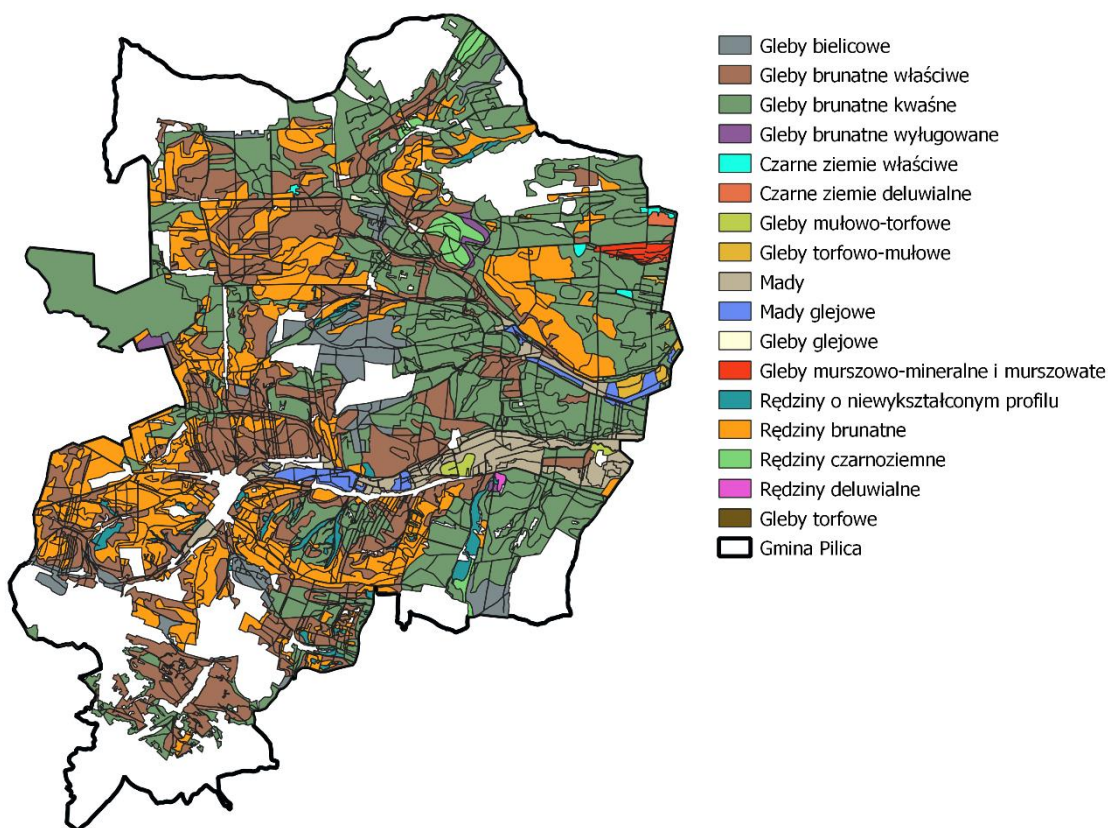 Gleby bielicowe
Gleby brunatne właściwe
Gleby brunatne kwaśne
Gleby brunatne wyługowane
Czarne ziemie właściwe
Czarne ziemie deluwialne
Gleby mułowo-torfowe
Gleby torfowo-mułowe
Mady
Mady glejowe
Gleby glejowe
Gleby murszowo-mineralne i murszowate
Rędziny o niewykształconym profilu
Rędziny brunatne
Rędziny czarnoziemne
Rędziny deluwialne
Gleby torfowe
Gmina Pilica